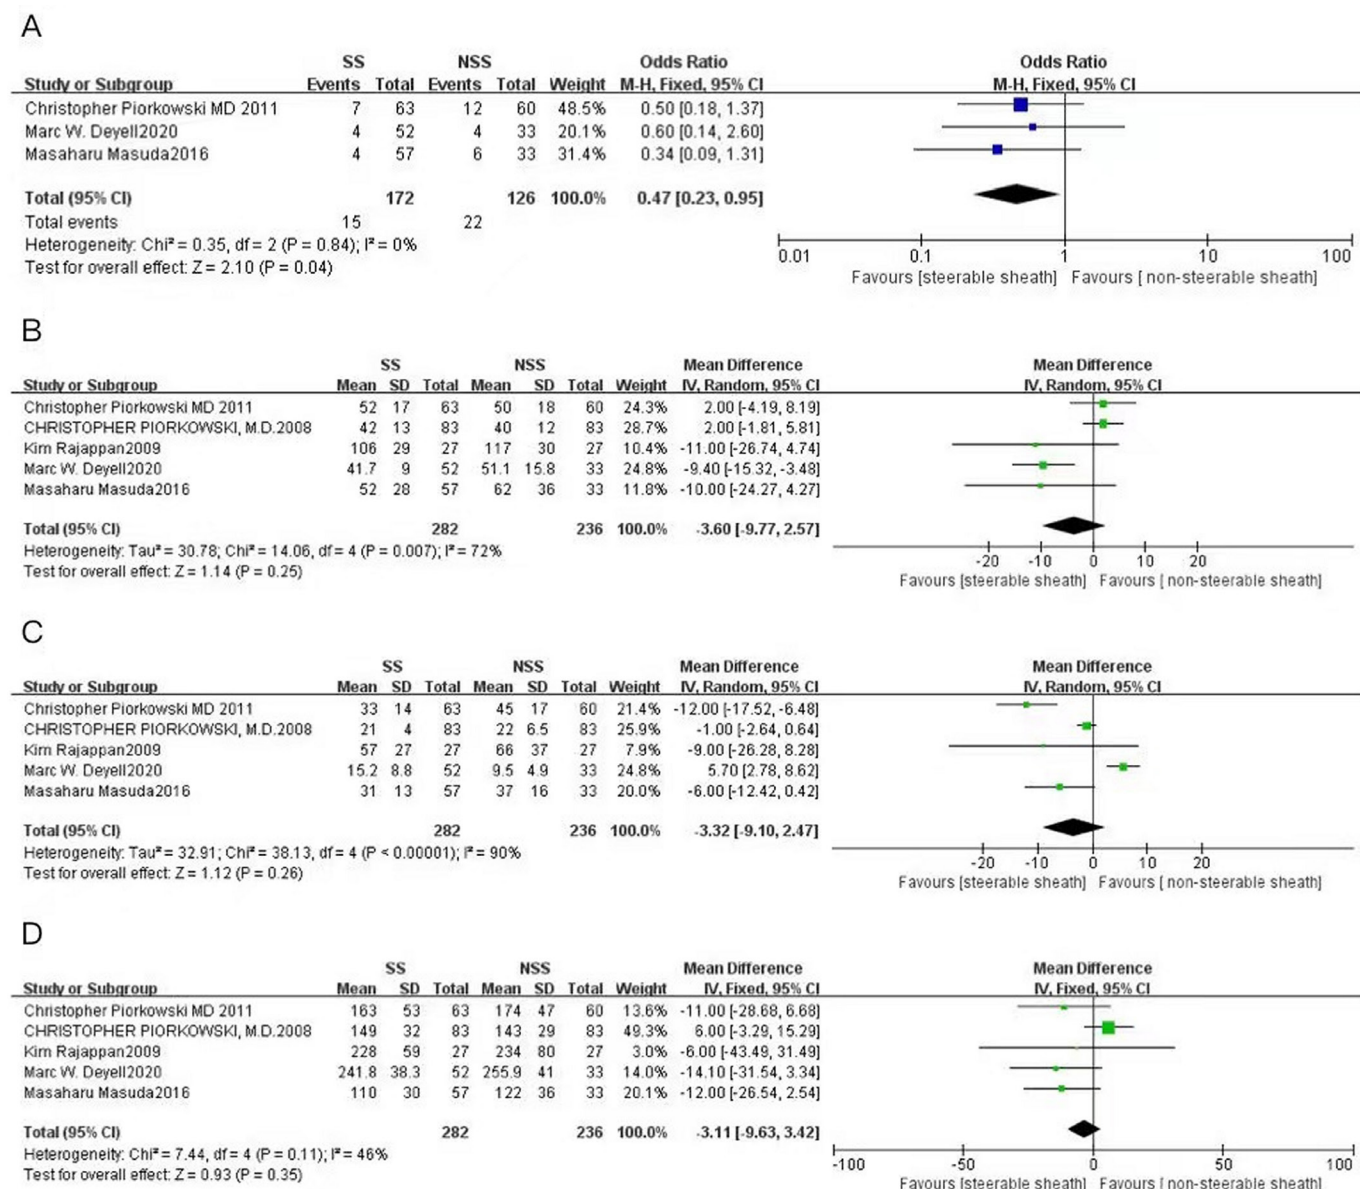 A
SS NSS Odds Ratio Odds Ratio
Study or Subgroup Events Total Events Total Weight M-H, Fixed, 95% CI M-H, Fixed, 95% CI
Christopher Piorkowski MD 2011 7 63 12 60 48.5% 0.50 [0.18, 1.37]
Marc W. Deyell2020 4 52 4 33 20.1% 0.60 [0.14, 2.60]
Masaharu Masuda2016 4 57 6 33 31.4% 0.34 [0.09, 1.31]
Total (95% CI) 172 126 100.0% 0.47 [0.23, 0.95]
Total events 15 22
Heterogeneity: Chi² = 0.35, df = 2 (P = 0.84); I² = 0%
Test for overall effect: Z = 2.10 (P = 0.04)
0.01 0.1 1 10 100
Favours [steerable sheath] Favours [ non-steerable sheath]
B
SS NSS Mean Difference Mean Difference
Study or Subgroup Mean SD Total Mean SD Total Weight IV, Random, 95% CI IV, Random, 95% CI
Christopher Piorkowski MD 2011 52 17 63 50 18 60 24.3% 2.00 [-4.19, 8.19]
CHRISTOPHER PIORKOWSKI, M.D.2008 42 13 83 40 12 83 28.7% 2.00 [-1.81, 5.81]
Kim Rajappan2009 106 29 27 117 30 27 10.4% -11.00 [-26.74, 4.74]
Marc W. Deyell2020 41.7 9 52 51.1 15.8 33 24.8% -9.40 [-15.32, -3.48]
Masaharu Masuda2016 52 28 57 62 36 33 11.8% -10.00 [-24.27, 4.27]
Total (95% CI) 282 236 100.0% -3.60 [-9.77, 2.57]
Heterogeneity: Tau² = 30.78; Chi² = 14.06, df = 4 (P = 0.007); I² = 72%
Test for overall effect: Z = 1.14 (P = 0.25)
-20 -10 0 10 20
Favours [steerable sheath] Favours [ non-steerable sheath]
C
SS NSS Mean Difference Mean Difference
Study or Subgroup Mean SD Total Mean SD Total Weight IV, Random, 95% CI IV, Random, 95% CI
Christopher Piorkowski MD 2011 33 14 63 45 17 60 21.4% -12.00 [-17.52, -6.48]
CHRISTOPHER PIORKOWSKI, M.D.2008 21 4 83 22 6.5 83 25.9% -1.00 [-2.64, 0.64]
Kim Rajappan2009 57 27 27 66 37 27 7.9% -9.00 [-26.28, 8.28]
Marc W. Deyell2020 15.2 8.8 52 9.5 4.9 33 24.8% 5.70 [2.78, 8.62]
Masaharu Masuda2016 31 13 57 37 16 33 20.0% -6.00 [-12.42, 0.42]
Total (95% CI) 282 236 100.0% -3.32 [-9.10, 2.47]
Heterogeneity: Tau² = 32.91; Chi² = 38.13, df = 4 (P < 0.00001); I² = 90%
Test for overall effect: Z = 1.12 (P = 0.26)
-20 -10 0 10 20
Favours [steerable sheath] Favours [ non-steerable sheath]
D
SS NSS Mean Difference Mean Difference
Study or Subgroup Mean SD Total Mean SD Total Weight IV, Fixed, 95% CI IV, Fixed, 95% CI
Christopher Piorkowski MD 2011 163 53 63 174 47 60 13.6% -11.00 [-28.68, 6.68]
CHRISTOPHER PIORKOWSKI, M.D.2008 149 32 83 143 29 83 49.3% 6.00 [-3.29, 15.29]
Kim Rajappan2009 228 59 27 234 80 27 3.0% -6.00 [-43.49, 31.49]
Marc W. Deyell2020 241.8 38.3 52 255.9 41 33 14.0% -14.10 [-31.54, 3.34]
Masaharu Masuda2016 110 30 57 122 36 33 20.1% -12.00 [-26.54, 2.54]
Total (95% CI) 282 236 100.0% -3.11 [-9.63, 3.42]
Heterogeneity: Chi² = 7.44, df = 4 (P = 0.11); I² = 46%
Test for overall effect: Z = 0.93 (P = 0.35)
-100 -50 0 50 100
Favours [steerable sheath] Favours [ non-steerable sheath]